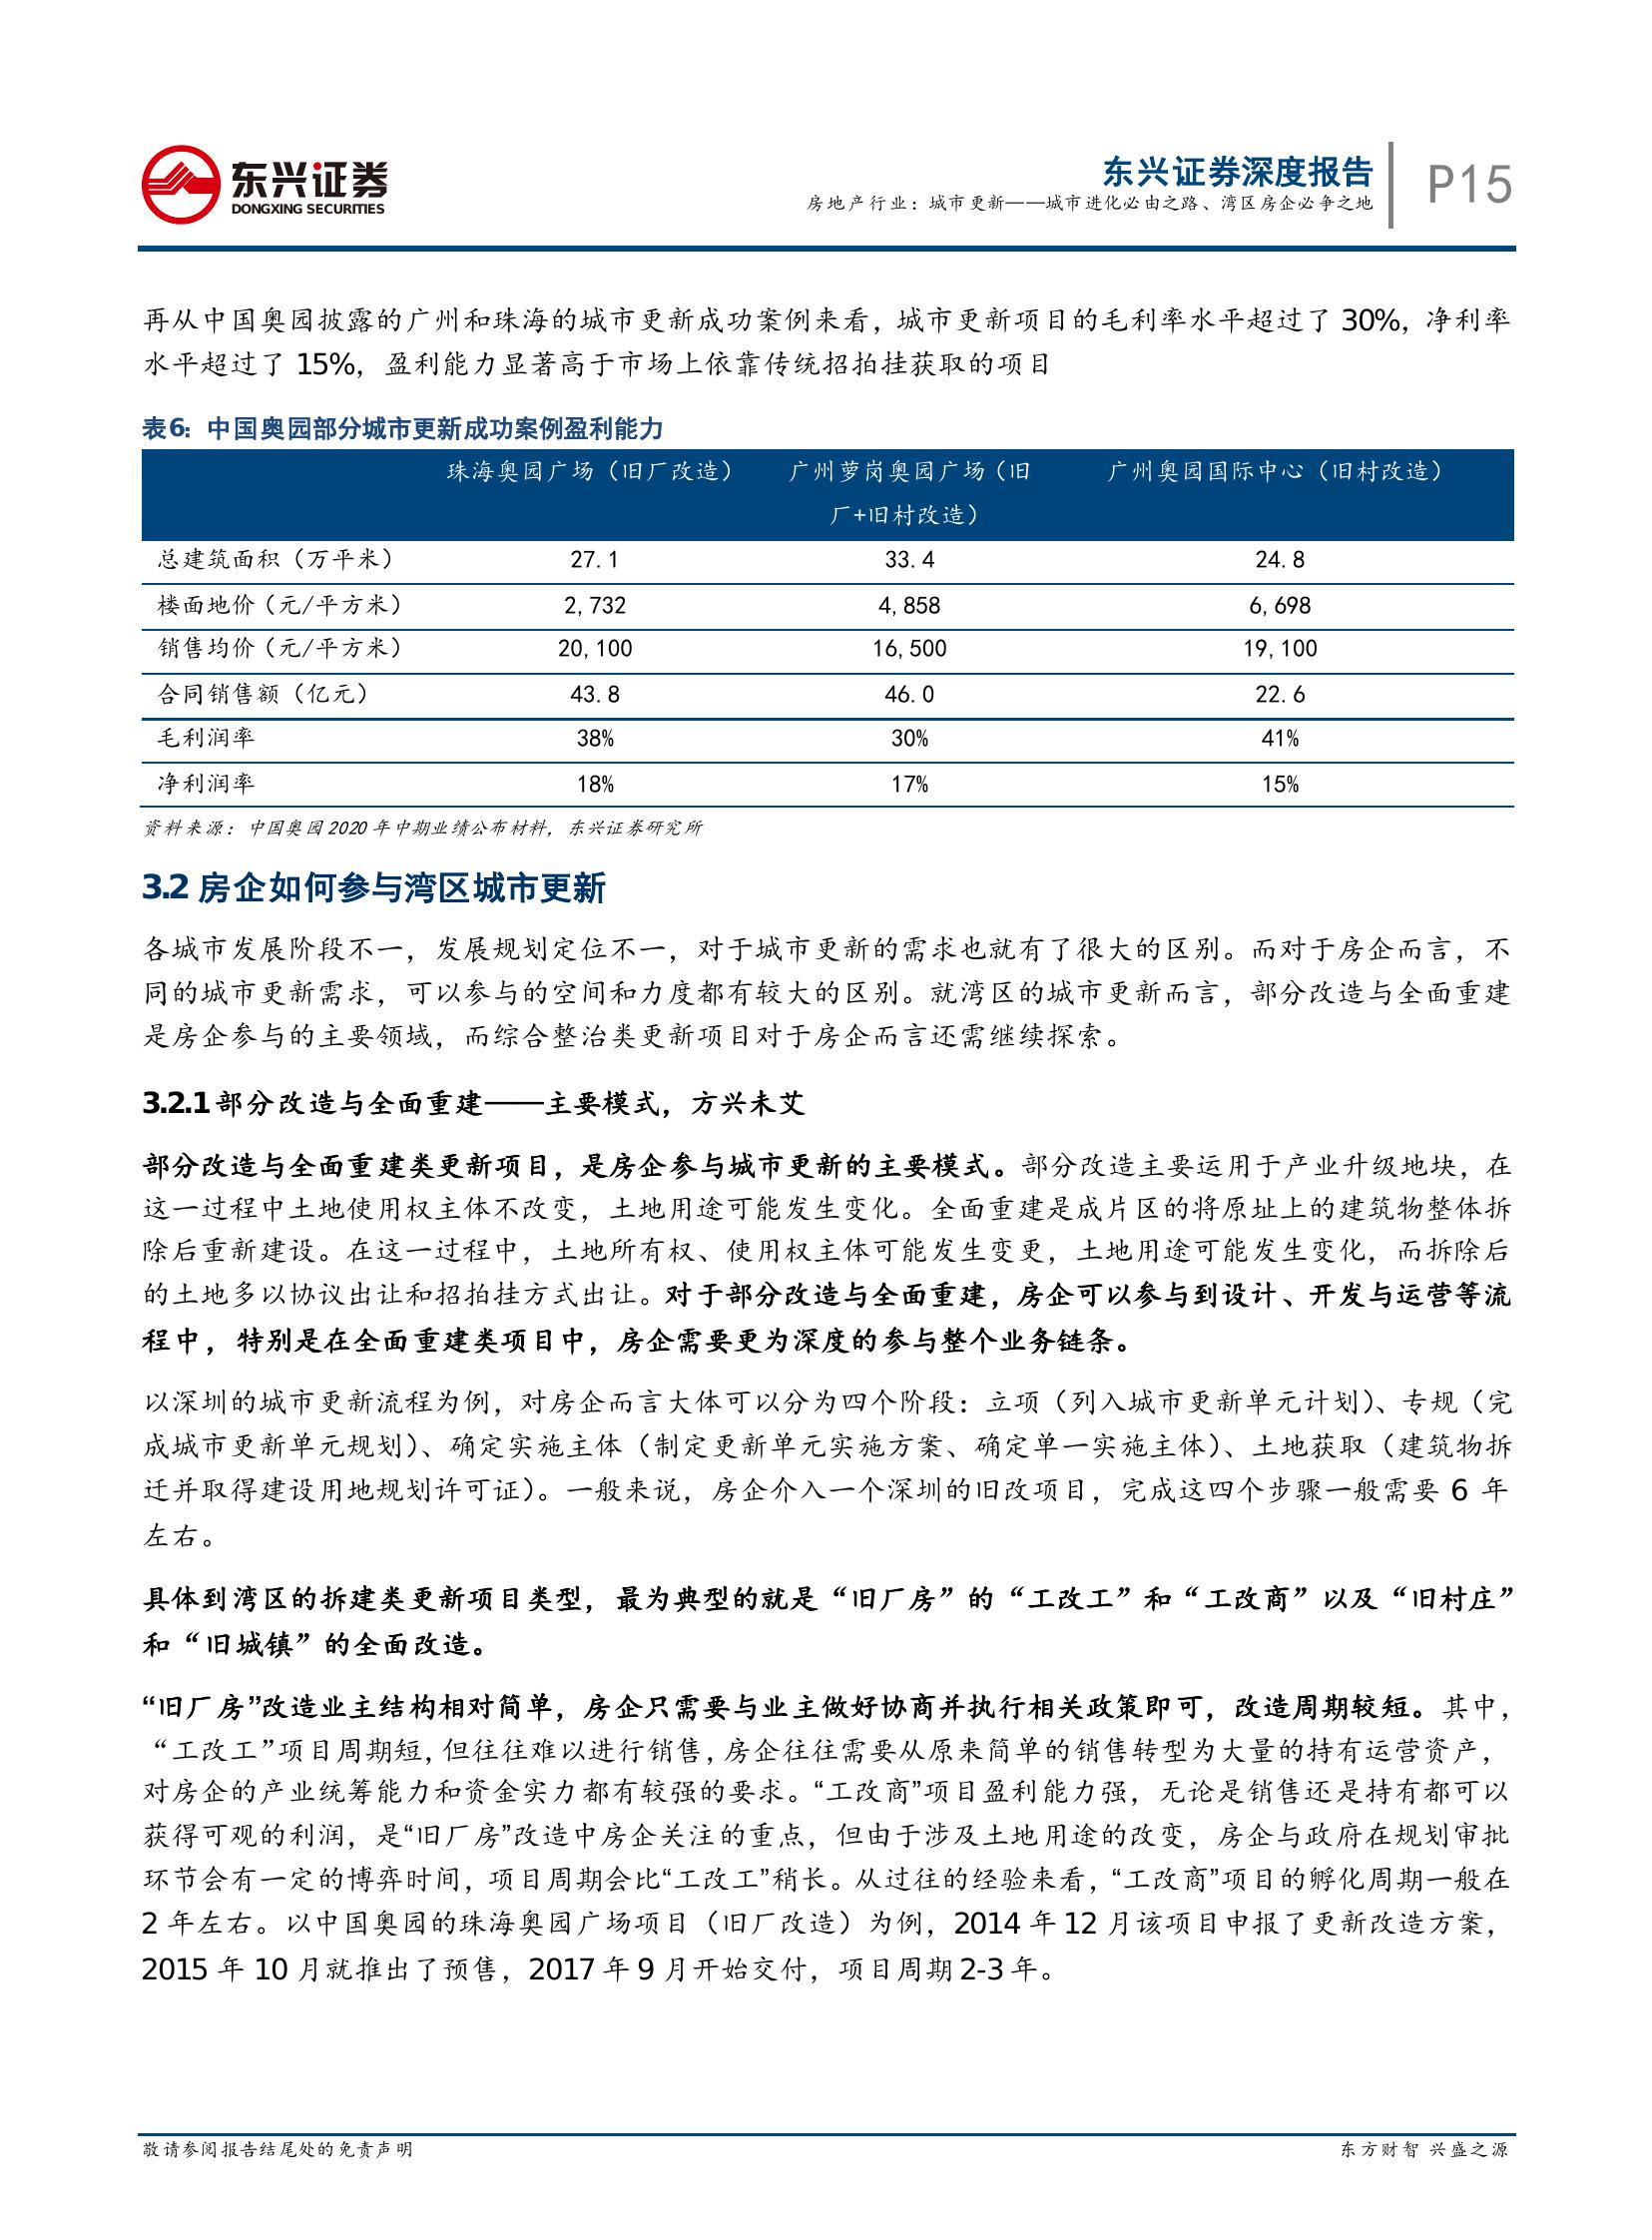 东兴证券
DONGXING SECURITIES
东兴证券深度报告
房地产行业：城市更新——城市进化必由之路、湾区房企必争之地
P15
再从中国奥园披露的广州和珠海的城市更新成功案例来看，城市更新项目的毛利率水平超过了 30%，净利率
水平超过了 15%，盈利能力显著高于市场上依靠传统招拍挂获取的项目
表6：中国奥园部分城市更新成功案例盈利能力
珠海奥园广场（旧厂改造） 广州萝岗奥园广场（旧 广州奥园国际中心（旧村改造）
厂+旧村改造）
总建筑面积（万平米） 27.1 33.4 24.8
楼面地价（元/平方米） 2,732 4,858 6,698
销售均价（元/平方米） 20,100 16,500 19,100
合同销售额（亿元） 43.8 46.0 22.6
毛利润率 38% 30% 41%
净利润率 18% 17% 15%
资料来源：中国奥园 2020 年中期业绩公布材料，东兴证券研究所
3.2 房企如何参与湾区城市更新
各城市发展阶段不一，发展规划定位不一，对于城市更新的需求也就有了很大的区别。而对于房企而言，不
同的城市更新需求，可以参与的空间和力度都有较大的区别。就湾区的城市更新而言，部分改造与全面重建
是房企参与的主要领域，而综合整治类更新项目对于房企而言还需继续探索。
3.2.1 部分改造与全面重建——主要模式，方兴未艾
部分改造与全面重建类更新项目，是房企参与城市更新的主要模式。部分改造主要运用于产业升级地块，在
这一过程中土地使用权主体不改变，土地用途可能发生变化。全面重建是成片区的将原址上的建筑物整体拆
除后重新建设。在这一过程中，土地所有权、使用权主体可能发生变更，土地用途可能发生变化，而拆除后
的土地多以协议出让和招拍挂方式出让。对于部分改造与全面重建，房企可以参与到设计、开发与运营等流
程中，特别是在全面重建类项目中，房企需要更为深度的参与整个业务链条。
以深圳的城市更新流程为例，对房企而言大体可以分为四个阶段：立项（列入城市更新单元计划）、专规（完
成城市更新单元规划）、确定实施主体（制定更新单元实施方案、确定单一实施主体）、土地获取（建筑物拆
迁并取得建设用地规划许可证）。一般来说，房企介入一个深圳的旧改项目，完成这四个步骤一般需要 6 年
左右。
具体到湾区的拆建类更新项目类型，最为典型的就是“旧厂房”的“工改工”和“工改商”以及“旧村庄”
和“旧城镇”的全面改造。
“旧厂房”改造业主结构相对简单，房企只需要与业主做好协商并执行相关政策即可，改造周期较短。其中，
“工改工”项目周期短，但往往难以进行销售，房企往往需要从原来简单的销售转型为大量的持有运营资产，
对房企的产业统筹能力和资金实力都有较强的要求。“工改商”项目盈利能力强，无论是销售还是持有都可以
获得可观的利润，是“旧厂房”改造中房企关注的重点，但由于涉及土地用途的改变，房企与政府在规划审批
环节会有一定的博弈时间，项目周期会比“工改工”稍长。从过往的经验来看，“工改商”项目的孵化周期一般在
2 年左右。以中国奥园的珠海奥园广场项目（旧厂改造）为例，2014 年 12 月该项目申报了更新改造方案，
2015 年 10 月就推出了预售，2017 年 9 月开始交付，项目周期 2-3 年。
敬请参阅报告结尾处的免责声明
东方财智 兴盛之源